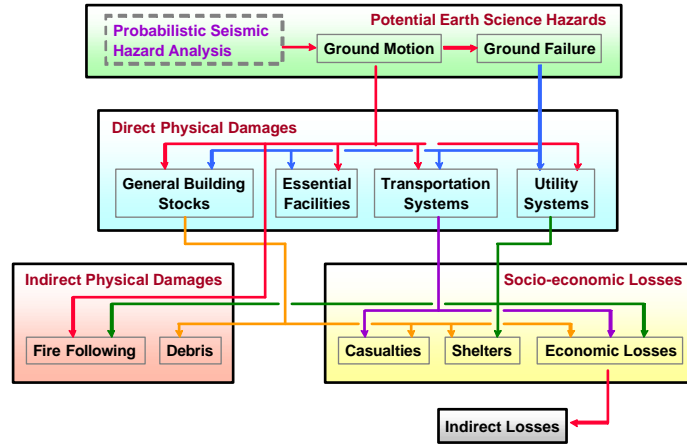 Potential Earth Science Hazards
Probabilistic Seismic
Hazard Analysis
Ground Motion
Ground Failure
Direct Physical Damages
General Building
Stocks
Essential
Facilities
Transportation
Systems
Utility
Systems
Indirect Physical Damages
Fire Following
Debris
Socio-economic Losses
Casualties
Shelters
Economic Losses
Indirect Losses